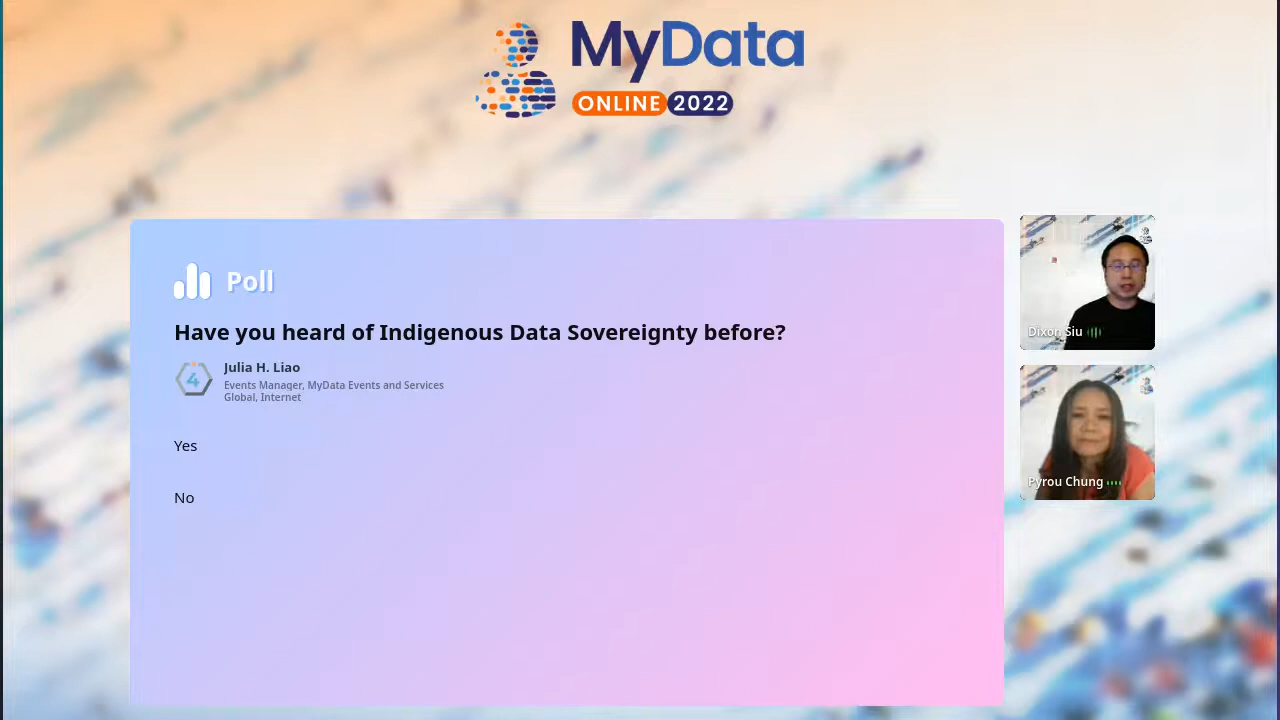 MyData
ONLINE 2022
Poll
Have you heard of Indigenous Data Sovereignty before?
4
Julia H. Liao
Events Manager, MyData Events and Services
Global, Internet
Yes
No
Dixon Siu
Pyrou Chung